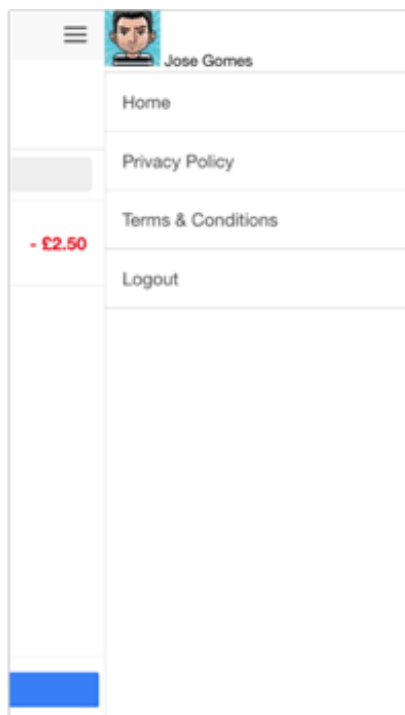 Jose Gomes
Home
Privacy Policy
Terms & Conditions
- £2.50
Logout